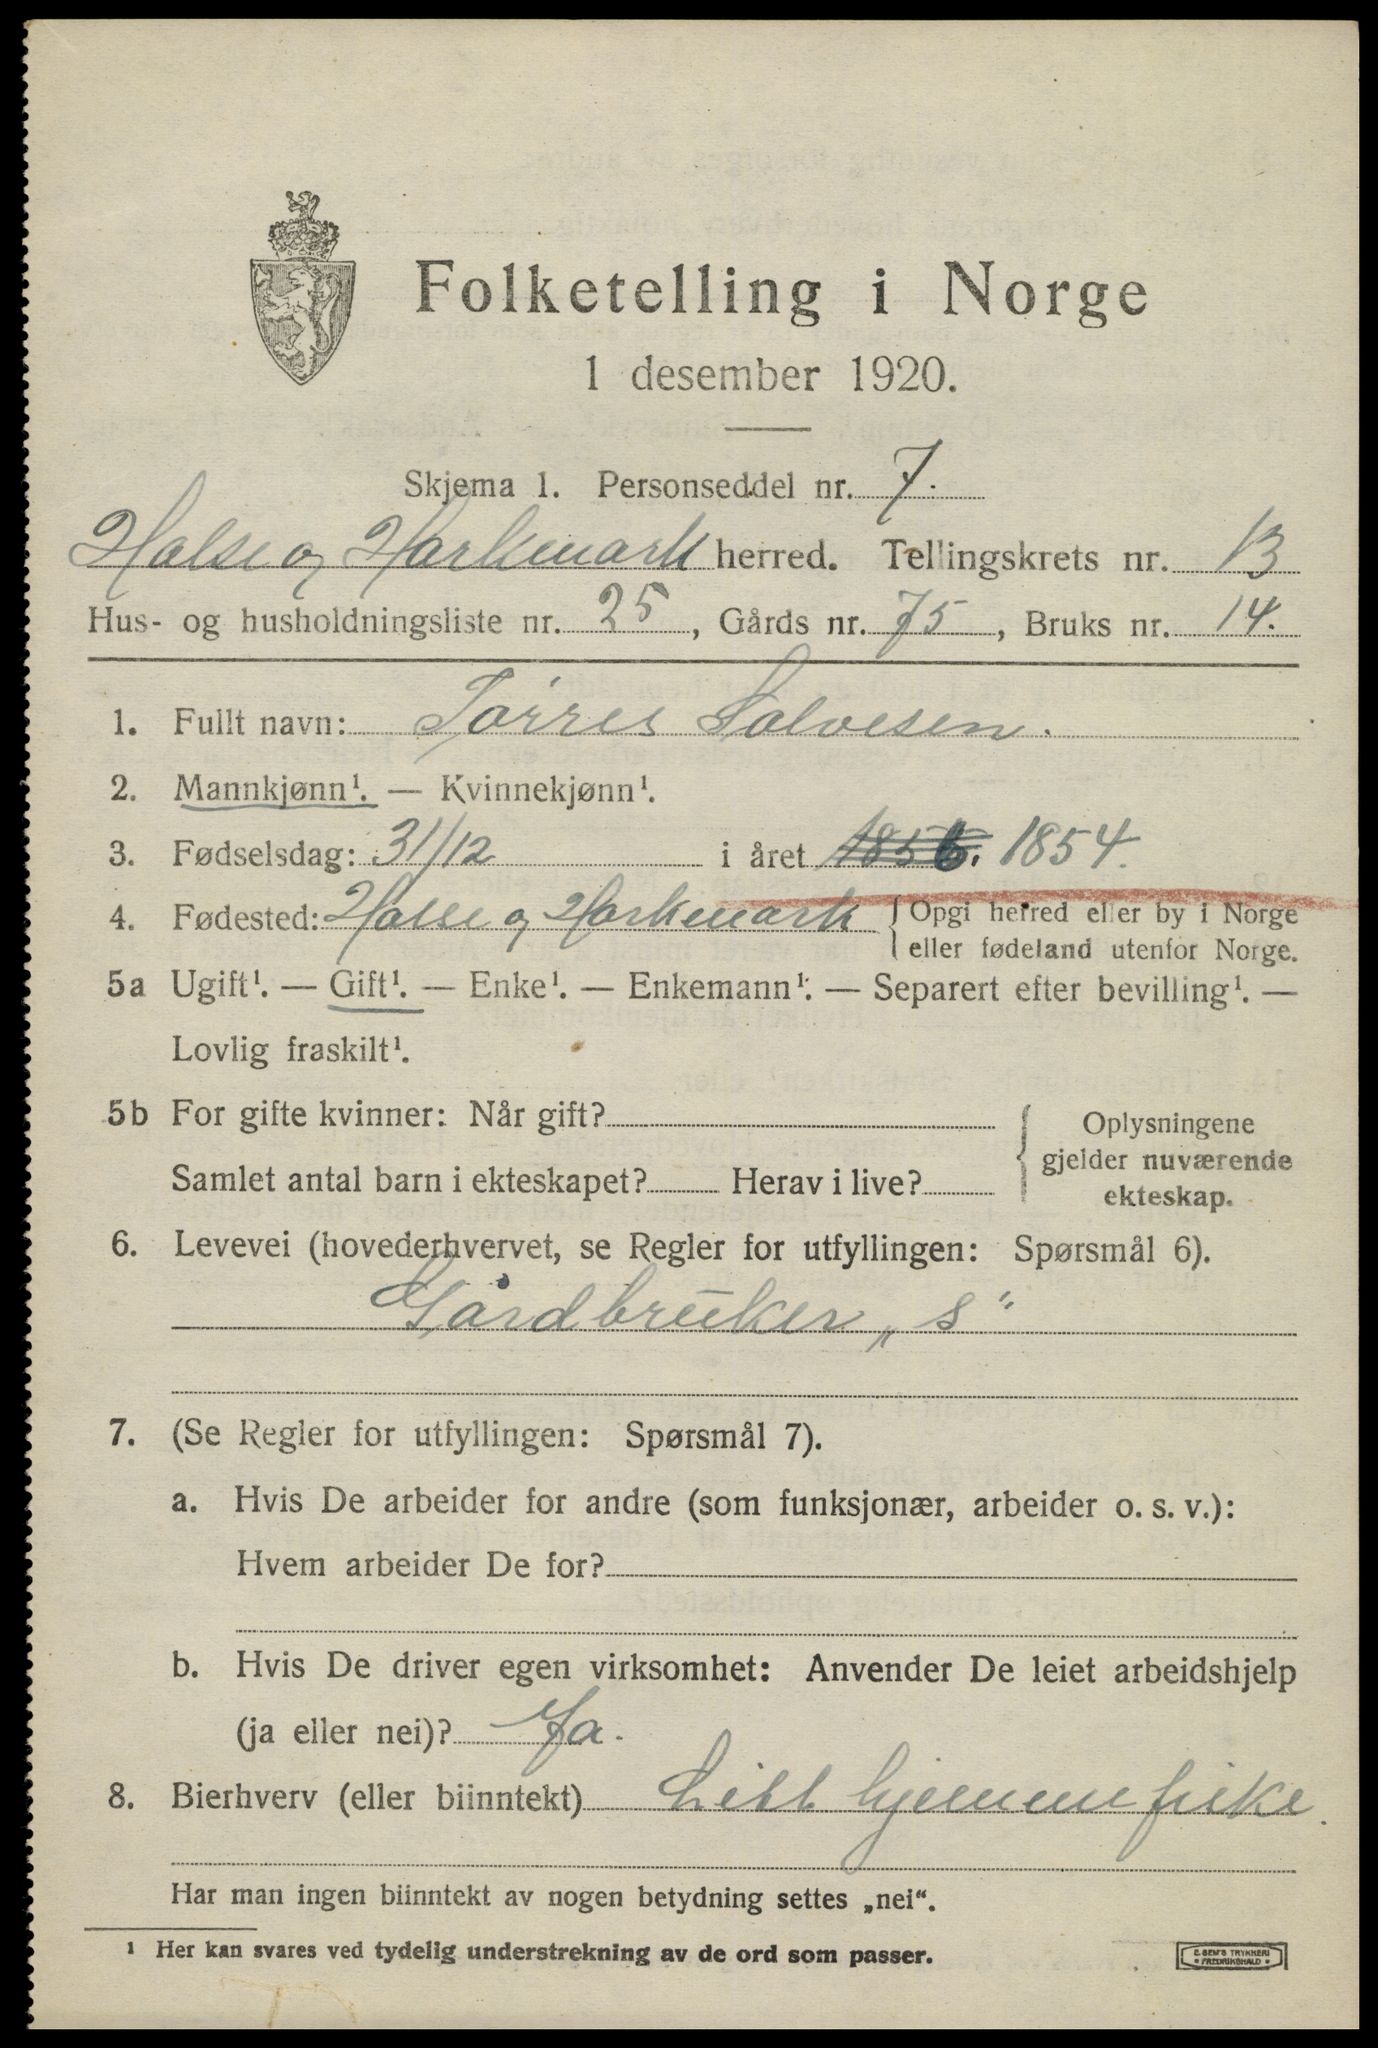 Folketelling i Norge
1 desember 1920.
Skjema 1. Personseddel nr. 7.
Halse og Harkmark herred. Tellingskrets nr. 13
Hus- og husholdningsliste nr. 25, Gårds nr. 75, Bruks nr. 14.
1. Fullt navn: Tørres Salvesen.
2. Mannkjønn¹. — Kvinnekjønn¹.
3. Fødselsdag: 31/12 i året 1856. 1854.
4. Fødested: Halse og Harkmark { Opgi herred eller by i Norge
eller fødeland utenfor Norge.
5a Ugift¹. — Gift¹. — Enke¹. — Enkemann¹. — Separert efter bevilling¹. —
Lovlig fraskilt¹.
5b For gifte kvinner: Når gift?
Samlet antal barn i ekteskapet? Herav i live?
{ Oplysningene
gjelder nuværende
ekteskap.
6. Levevei (hovederhvervet, se Regler for utfyllingen: Spørsmål 6).
Gårdbruker „s“
7. (Se Regler for utfyllingen: Spørsmål 7).
a. Hvis De arbeider for andre (som funksjonær, arbeider o. s. v.):
Hvem arbeider De for?
b. Hvis De driver egen virksomhet: Anvender De leiet arbeidshjelp
(ja eller nei)? Ja.
8. Bierhverv (eller biinntekt) Litt hjemmefiske.
Har man ingen biinntekt av nogen betydning settes „nei“.
¹ Her kan svares ved tydelig understrekning av de ord som passer.
E. SEM'S TRYKKERI
FREDRIKSHALD